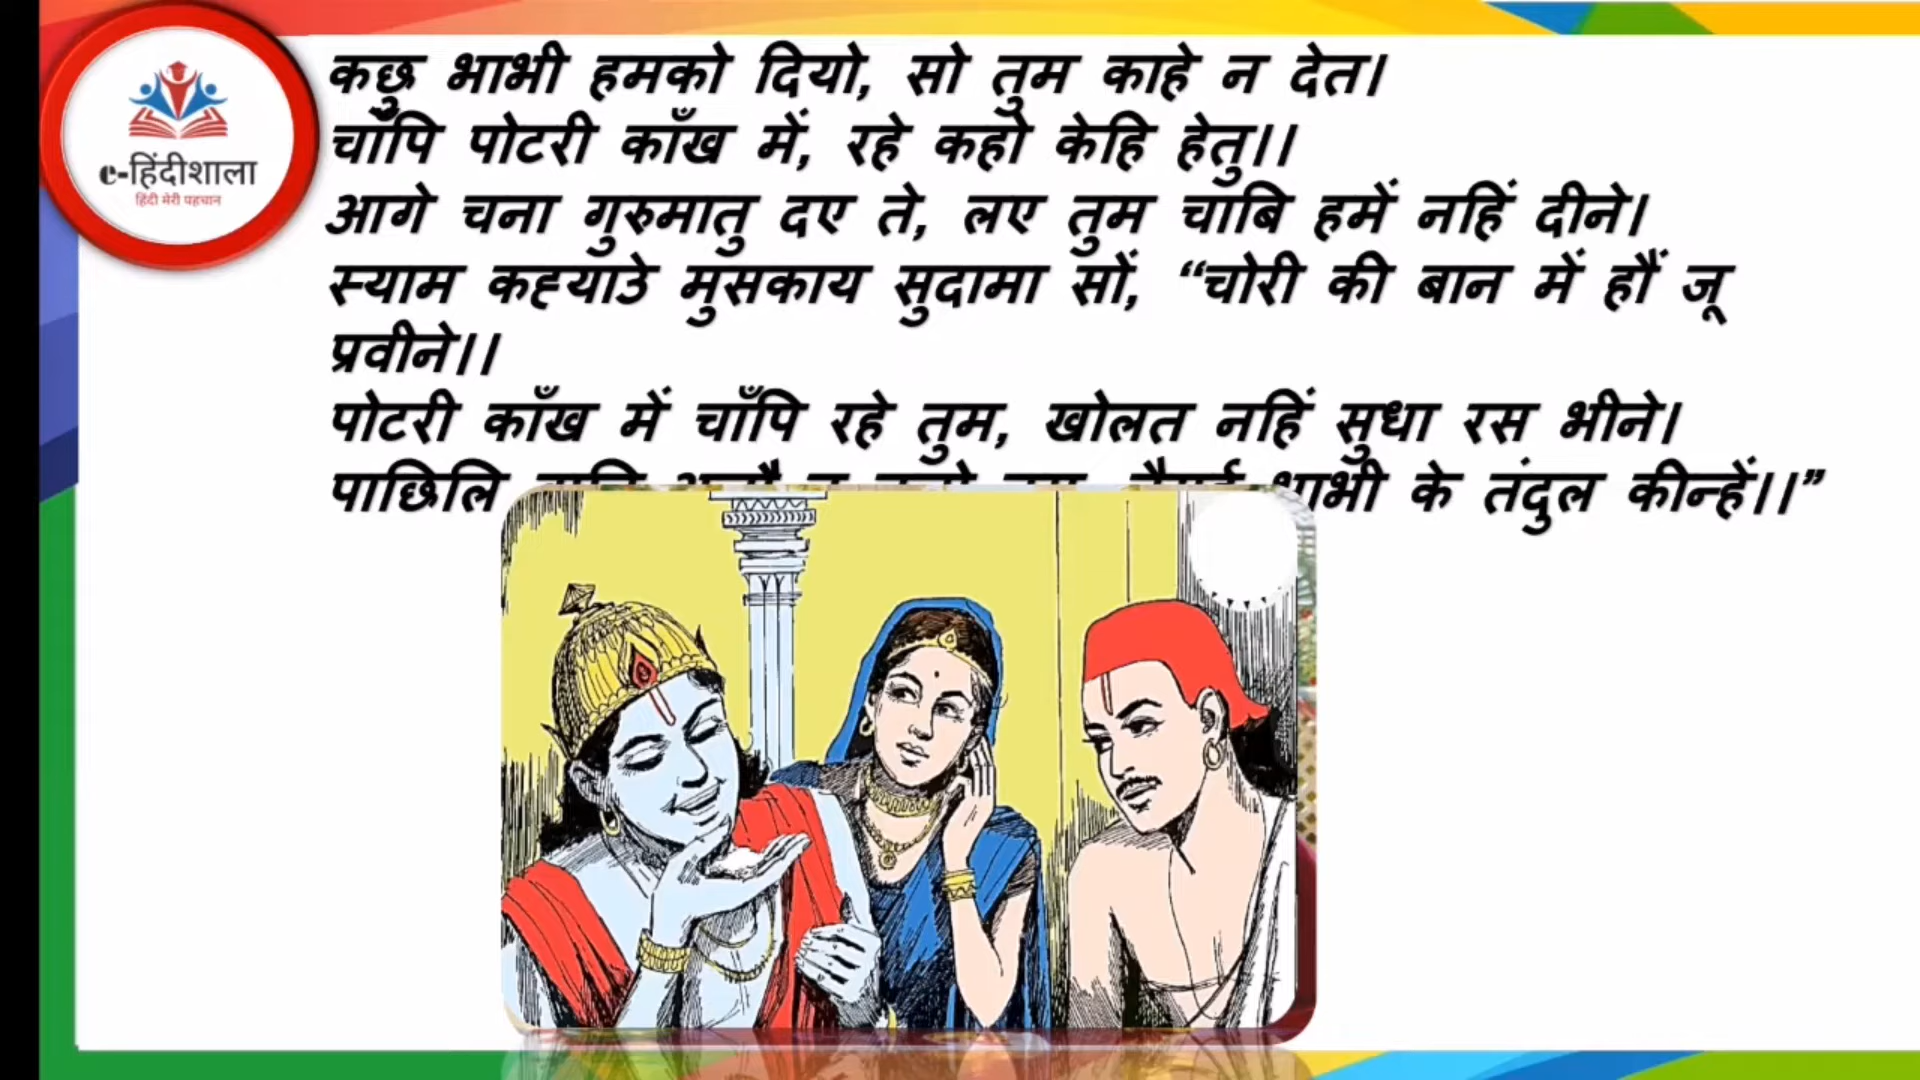 e-हिंदीशाला
हिंदी मेरी पहचान
कछु भाभी हमको दियो, सो तुम काहे न देत।
चाँपि पोटरी काँख में, रहे कहो केहि हेतु।।
आगे चना गुरुमातु दए ते, लए तुम चाबि हमें नहिं दीने।
स्याम कह्याउे मुसकाय सुदामा सों, “चोरी की बान में हौं जू
प्रवीने।।
पोटरी काँख में चाँपि रहे तुम, खोलत नहिं सुधा रस भीने।
पाछिलि भाभी के तंदुल कीन्हें।।”